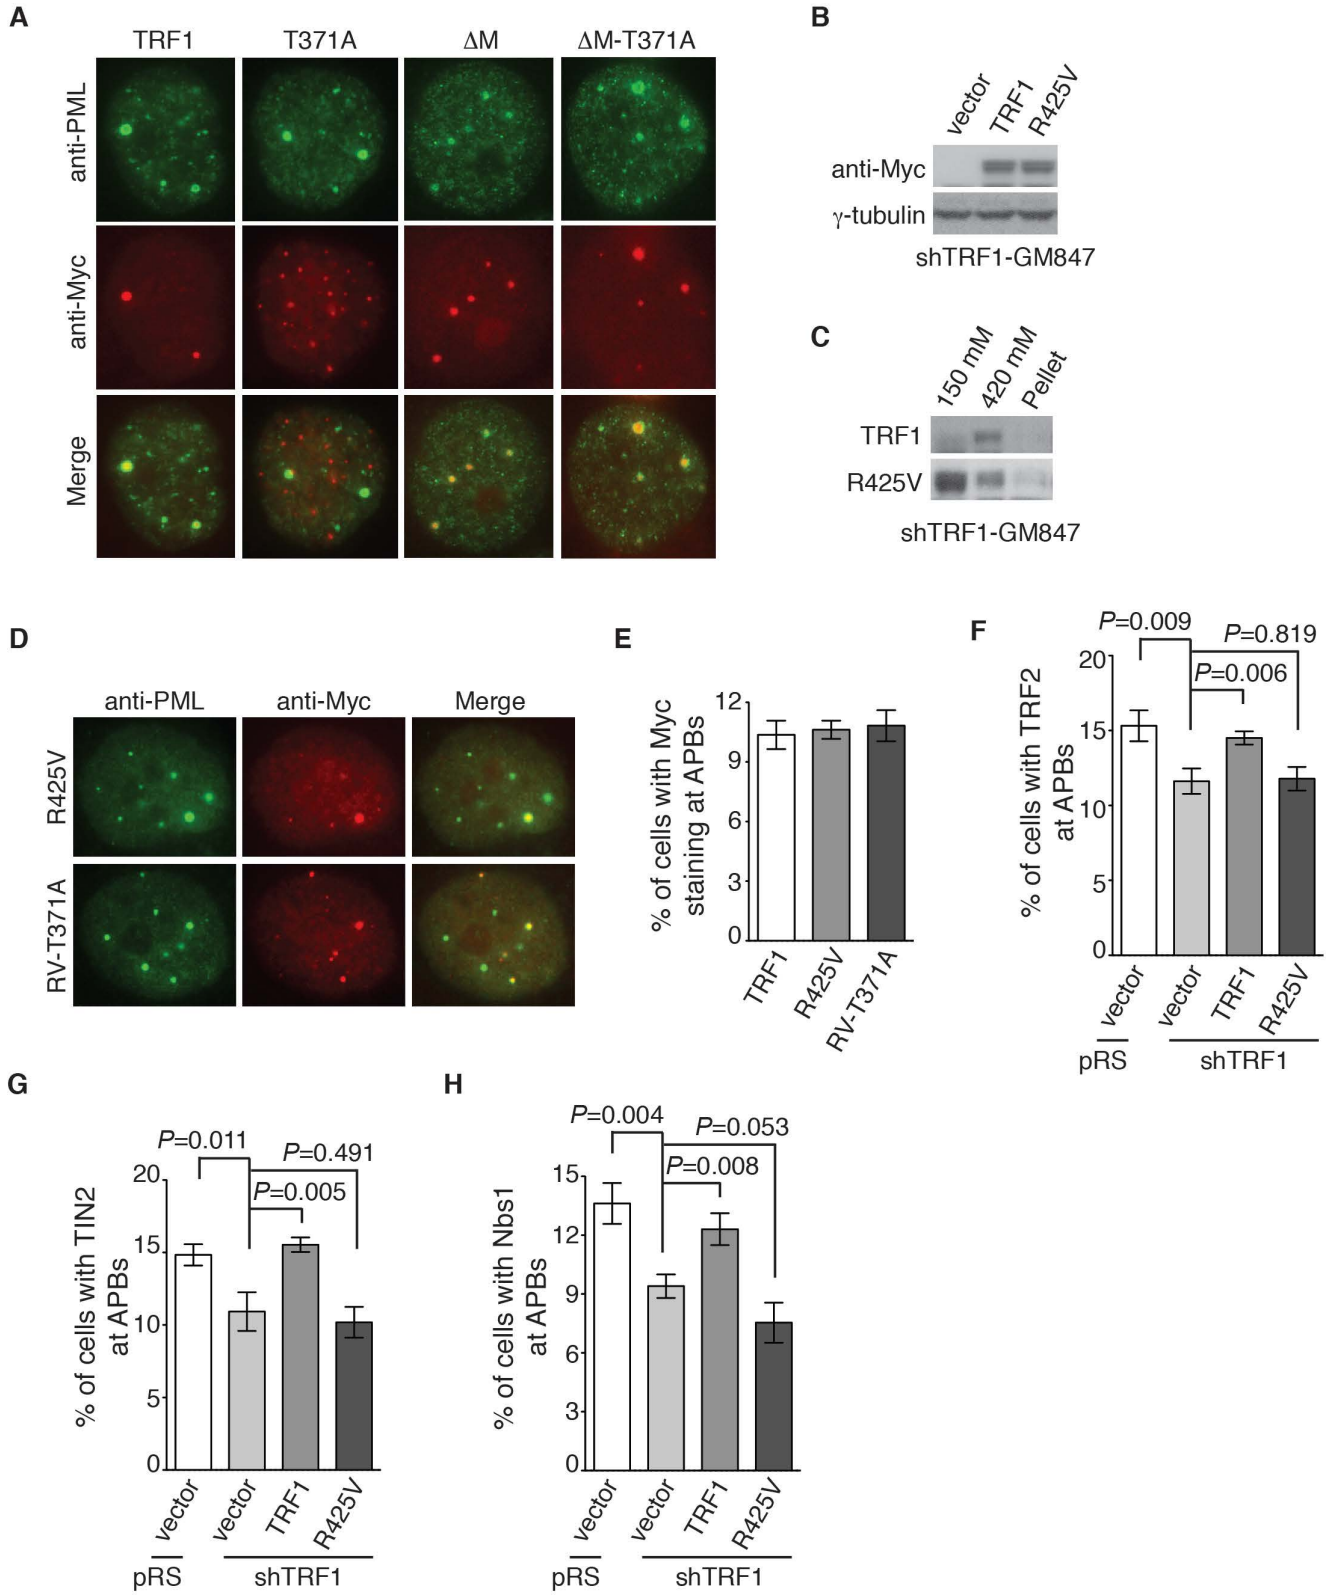 A
TRF1 T371A ΔM ΔM-T371A
anti-PML
anti-Myc
Merge
B
vector TRF1 R425V
anti-Myc
γ-tubulin
shTRF1-GM847
C
150 mM 420 mM Pellet
TRF1
R425V
shTRF1-GM847
D
anti-PML anti-Myc Merge
R425V
RV-T371A
E
% of cells with Myc
staining at APBs
12
9
6
3
0
TRF1 R425V RV-T371A
F
P=0.009
P=0.819
P=0.006
% of cells with TRF2
at APBs
20
15
10
5
0
vector vector TRF1 R425V
pRS shTRF1
G
P=0.011
P=0.491
P=0.005
% of cells with TIN2
at APBs
20
15
10
5
0
vector vector TRF1 R425V
pRS shTRF1
H
P=0.004
P=0.053
P=0.008
% of cells with Nbs1
at APBs
15
12
9
6
3
0
vector vector TRF1 R425V
pRS shTRF1